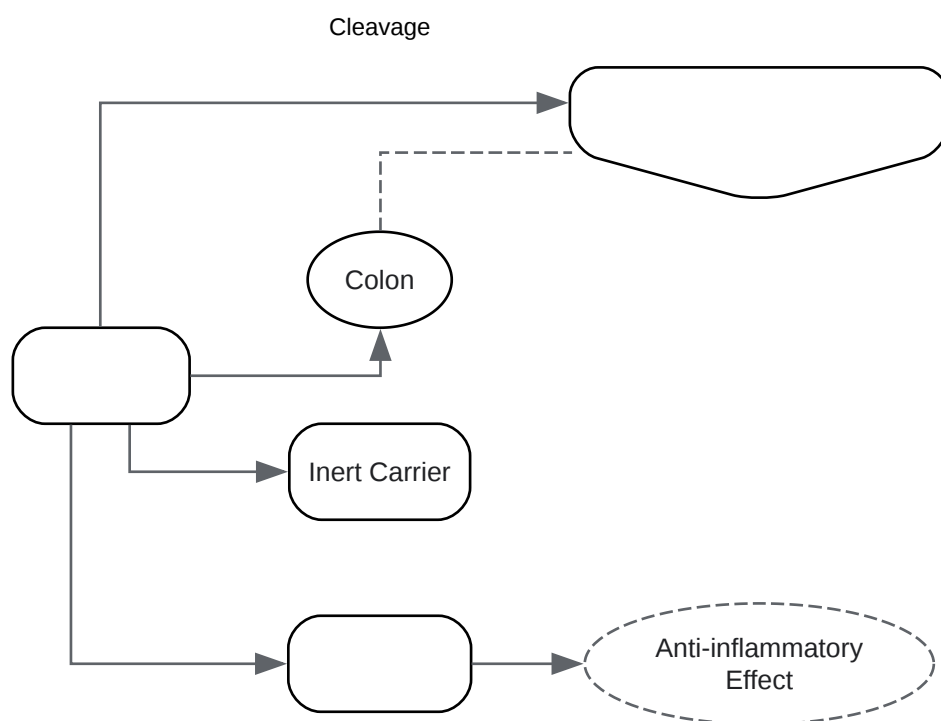 Cleavage
Colon
Inert Carrier
Anti-inflammatory
Effect